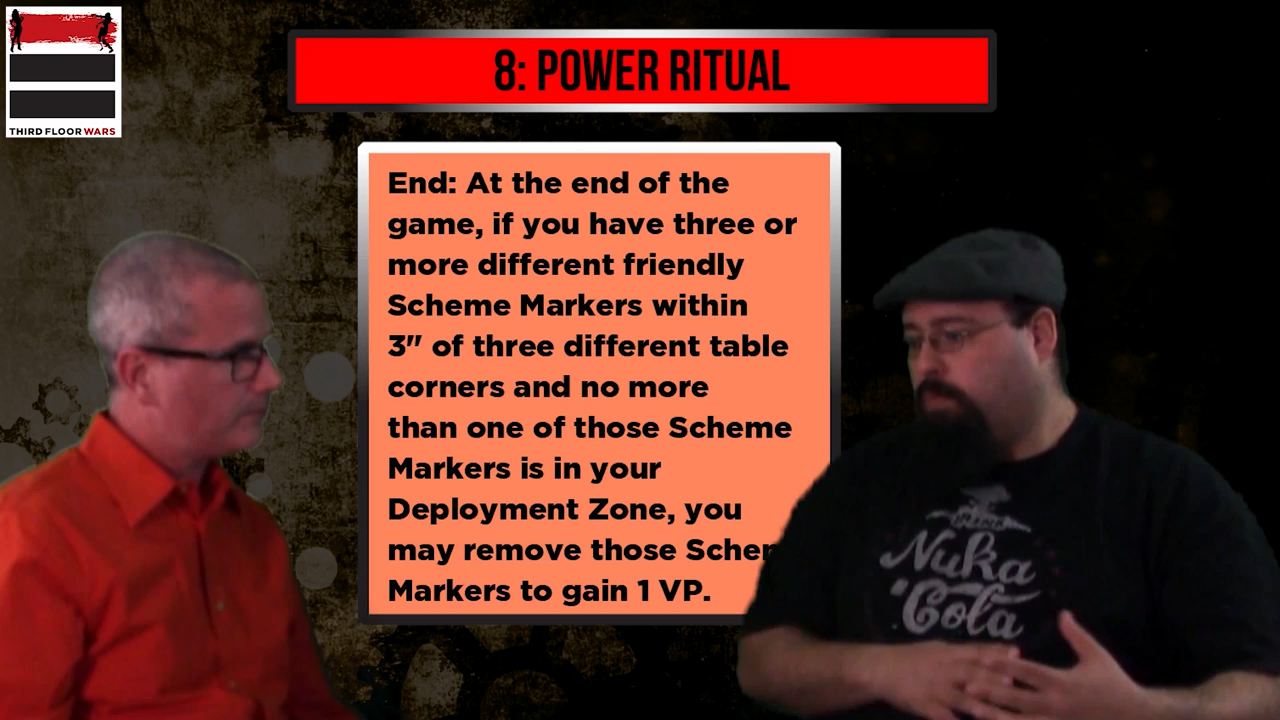 THIRD FLOOR WARS
8: POWER RITUAL
End: At the end of the
game, if you have three or
more different friendly
Scheme Markers within
3" of three different table
corners and no more
than one of those Scheme
Markers is in your
Deployment Zone, you
may remove those Schem
Markers to gain 1 VP.
Nuka
Cola